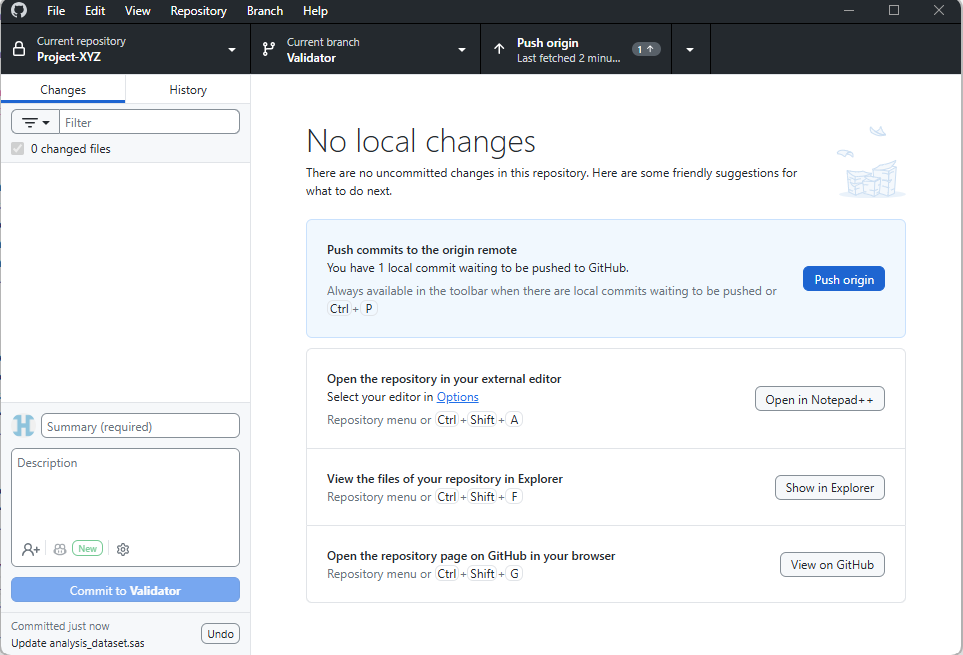 File Edit View Repository Branch Help
Current repository
Project-XYZ
Current branch
Validator
Push origin
Last fetched 2 minu...
1
Changes History
Filter
0 changed files
No local changes
There are no uncommitted changes in this repository. Here are some friendly suggestions for
what to do next.
Push commits to the origin remote
You have 1 local commit waiting to be pushed to GitHub.
Always available in the toolbar when there are local commits waiting to be pushed or
Ctrl + P
Push origin
Open the repository in your external editor
Select your editor in Options
Repository menu or Ctrl + Shift + A
Open in Notepad++
View the files of your repository in Explorer
Repository menu or Ctrl + Shift + F
Show in Explorer
Open the repository page on GitHub in your browser
Repository menu or Ctrl + Shift + G
View on GitHub
Summary (required)
Description
New
Commit to Validator
Committed just now
Update analysis_dataset.sas
Undo